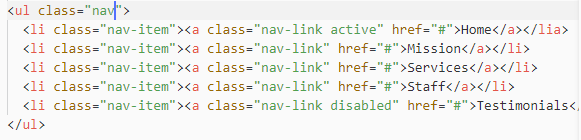 <ul class="nav">
<li class="nav-item"><a class="nav-link active" href="#">Home</a></lia>
<li class="nav-item"><a class="nav-link" href="#">Mission</a></li>
<li class="nav-item"><a class="nav-link" href="#">Services</a></li>
<li class="nav-item"><a class="nav-link" href="#">Staff</a></li>
<li class="nav-item"><a class="nav-link disabled" href="#">Testimonials</
</ul>